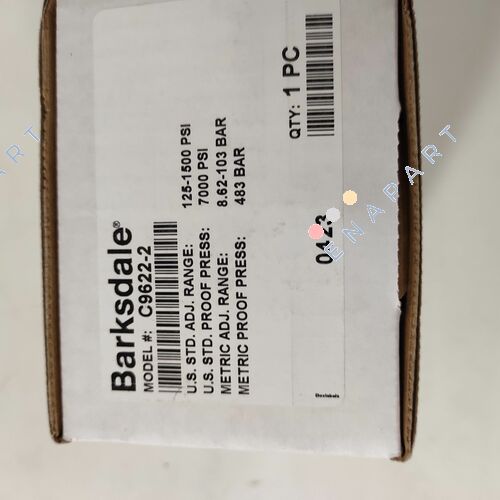 Barksdale®
MODEL #: C9622-2
U.S. STD. ADJ. RANGE: 125-1500 PSI
U.S. STD. PROOF PRESS: 7000 PSI
METRIC ADJ. RANGE: 8.62-103 BAR
METRIC PROOF PRESS: 483 BAR
QTY: 1 PC
0423
ENAPART